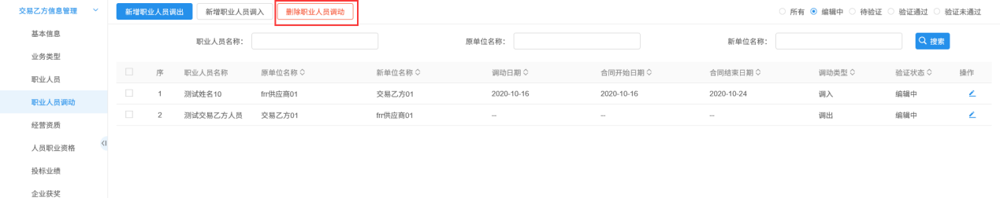 交易乙方信息管理
基本信息
业务类型
职业人员
职业人员调动
经营资质
人员职业资格
投标业绩
企业获奖
新增职业人员调出 新增职业人员调入 删除职业人员调动
所有 编辑中 待验证 验证通过 验证未通过
职业人员名称： 原单位名称： 新单位名称： 搜索
序 职业人员名称 原单位名称 新单位名称 调动日期 合同开始日期 合同结束日期 调动类型 验证状态 操作
1 测试姓名10 frr供应商01 交易乙方01 2020-10-16 2020-10-16 2020-10-24 调入 编辑中
2 测试交易乙方人员 交易乙方01 frr供应商01 -- -- -- 调出 编辑中